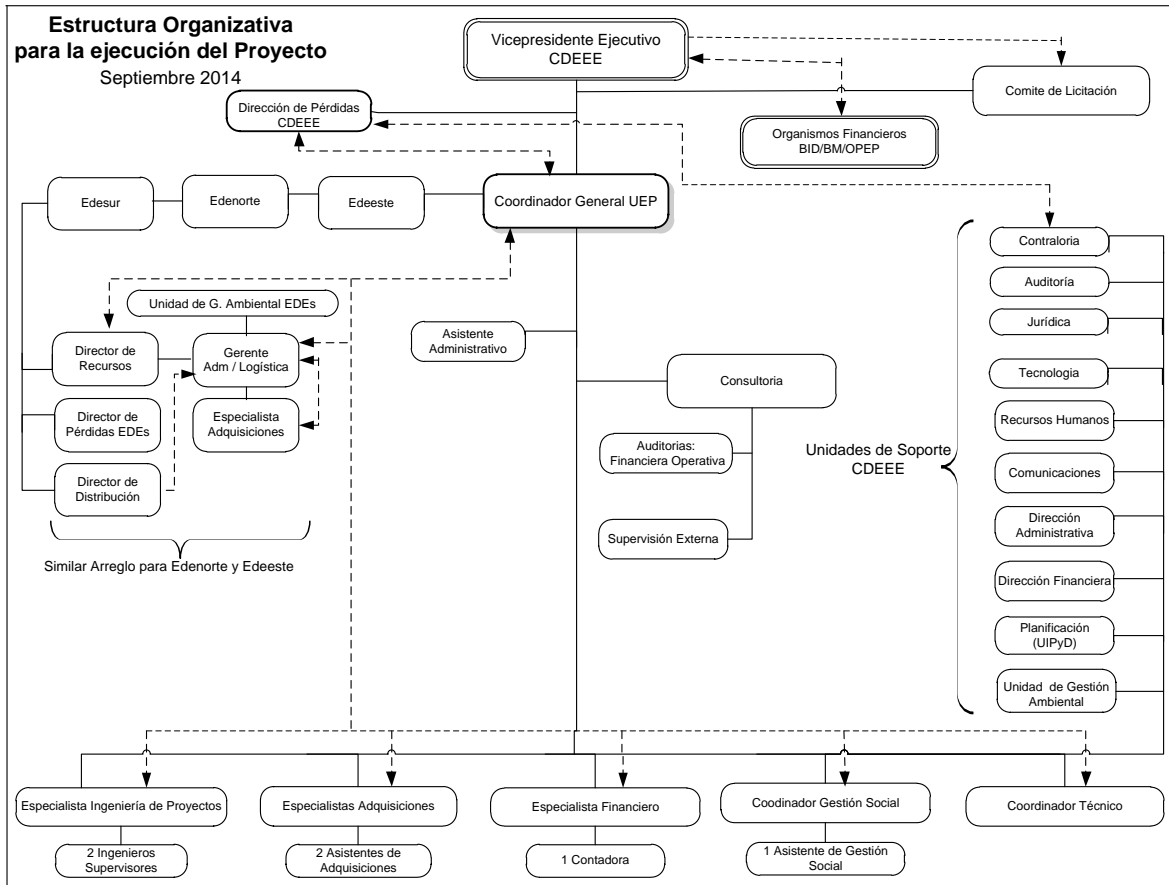 Estructura Organizativa
para la ejecución del Proyecto
Septiembre 2014
Vicepresidente Ejecutivo
CDEEE
Comite de Licitación
Dirección de Pérdidas
CDEEE
Organismos Financieros
BID/BM/OPEP
Edesur
Edenorte
Edeeste
Coordinador General UEP
Contraloria
Auditoría
Jurídica
Tecnologia
Recursos Humanos
Comunicaciones
Dirección
Administrativa
Dirección Financiera
Planificación
(UIPyD)
Unidad de Gestión
Ambiental
Unidades de Soporte
CDEEE
Unidad de G. Ambiental EDEs
Director de
Recursos
Gerente
Adm / Logística
Director de
Pérdidas EDEs
Especialista
Adquisiciones
Director de
Distribución
Similar Arreglo para Edenorte y Edeeste
Asistente
Administrativo
Consultoria
Auditorias:
Financiera Operativa
Supervisión Externa
Especialista Ingeniería de Proyectos
Especialistas Adquisiciones
Especialista Financiero
Coodinador Gestión Social
Coordinador Técnico
2 Ingenieros
Supervisores
2 Asistentes de
Adquisiciones
1 Contadora
1 Asistente de Gestión
Social